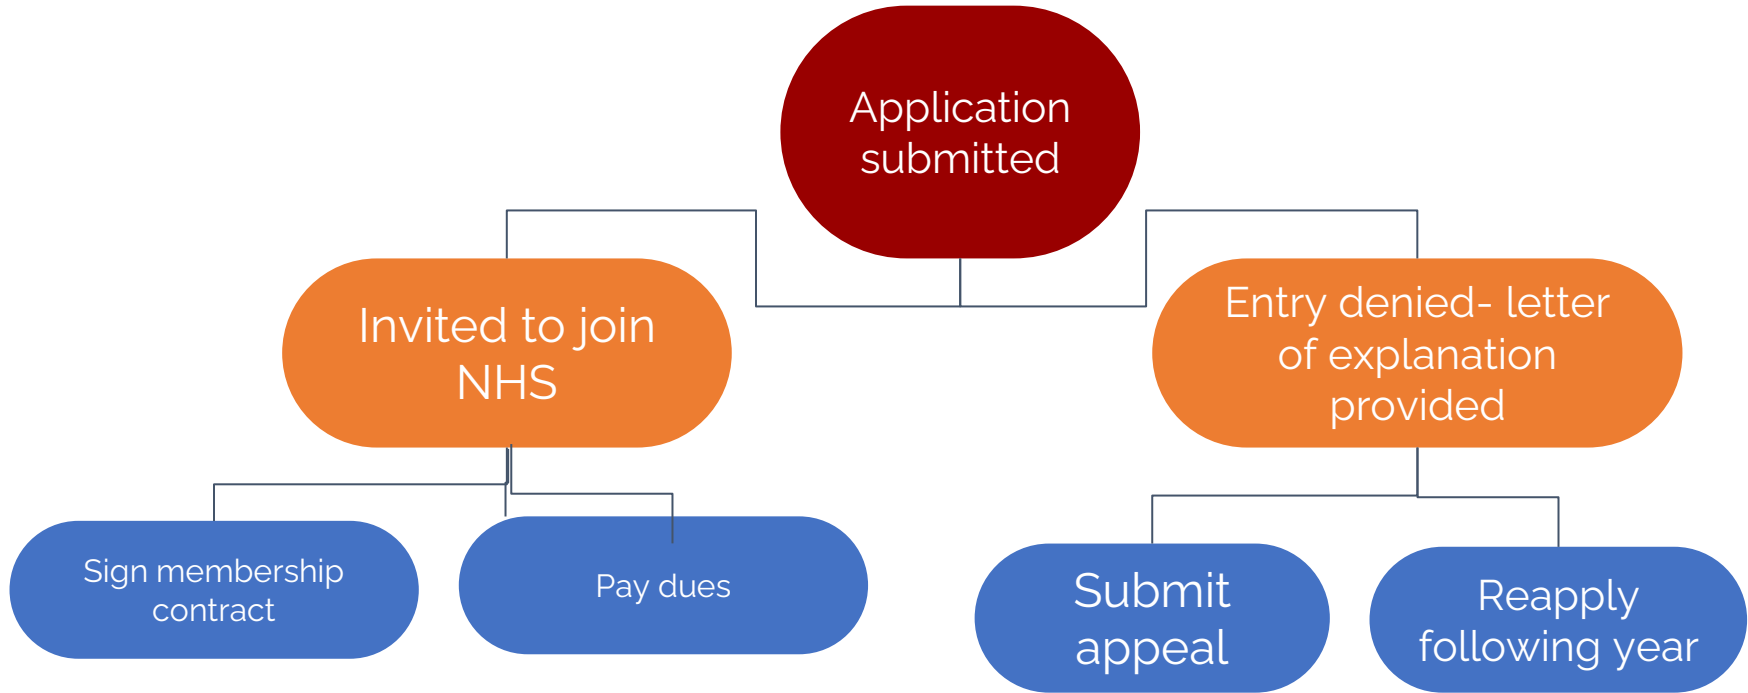 Application
submitted
Invited to join
NHS
Entry denied- letter
of explanation
provided
Sign membership
contract
Pay dues
Submit
appeal
Reapply
following year